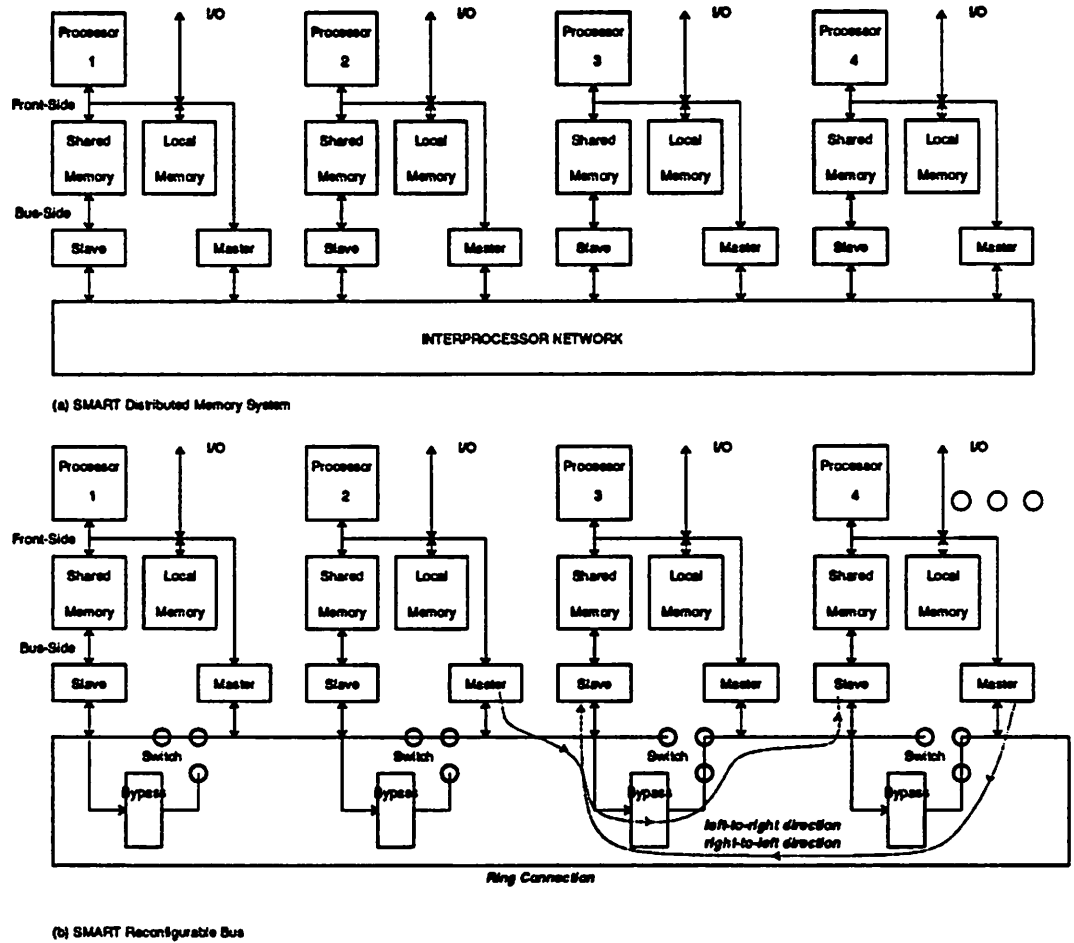 I/O I/O I/O I/O
Processor Processor Processor Processor
1 2 3 4
Front-Side
Shared Local Shared Local Shared Local Shared Local
Memory Memory Memory Memory Memory Memory Memory Memory
Bus-Side
Slave Master Slave Master Slave Master Slave Master
INTERPROCESSOR NETWORK
(a) SMART Distributed Memory System
I/O I/O I/O I/O
Processor Processor Processor Processor
1 2 3 4
Front-Side
Shared Local Shared Local Shared Local Shared Local
Memory Memory Memory Memory Memory Memory Memory Memory
Bus-Side
Slave Master Slave Master Slave Master Slave Master
Switch Switch Switch Switch
Bypass Bypass Bypass Bypass
left-to-right direction
right-to-left direction
Ring Connection
(b) SMART Reconfigurable Bus